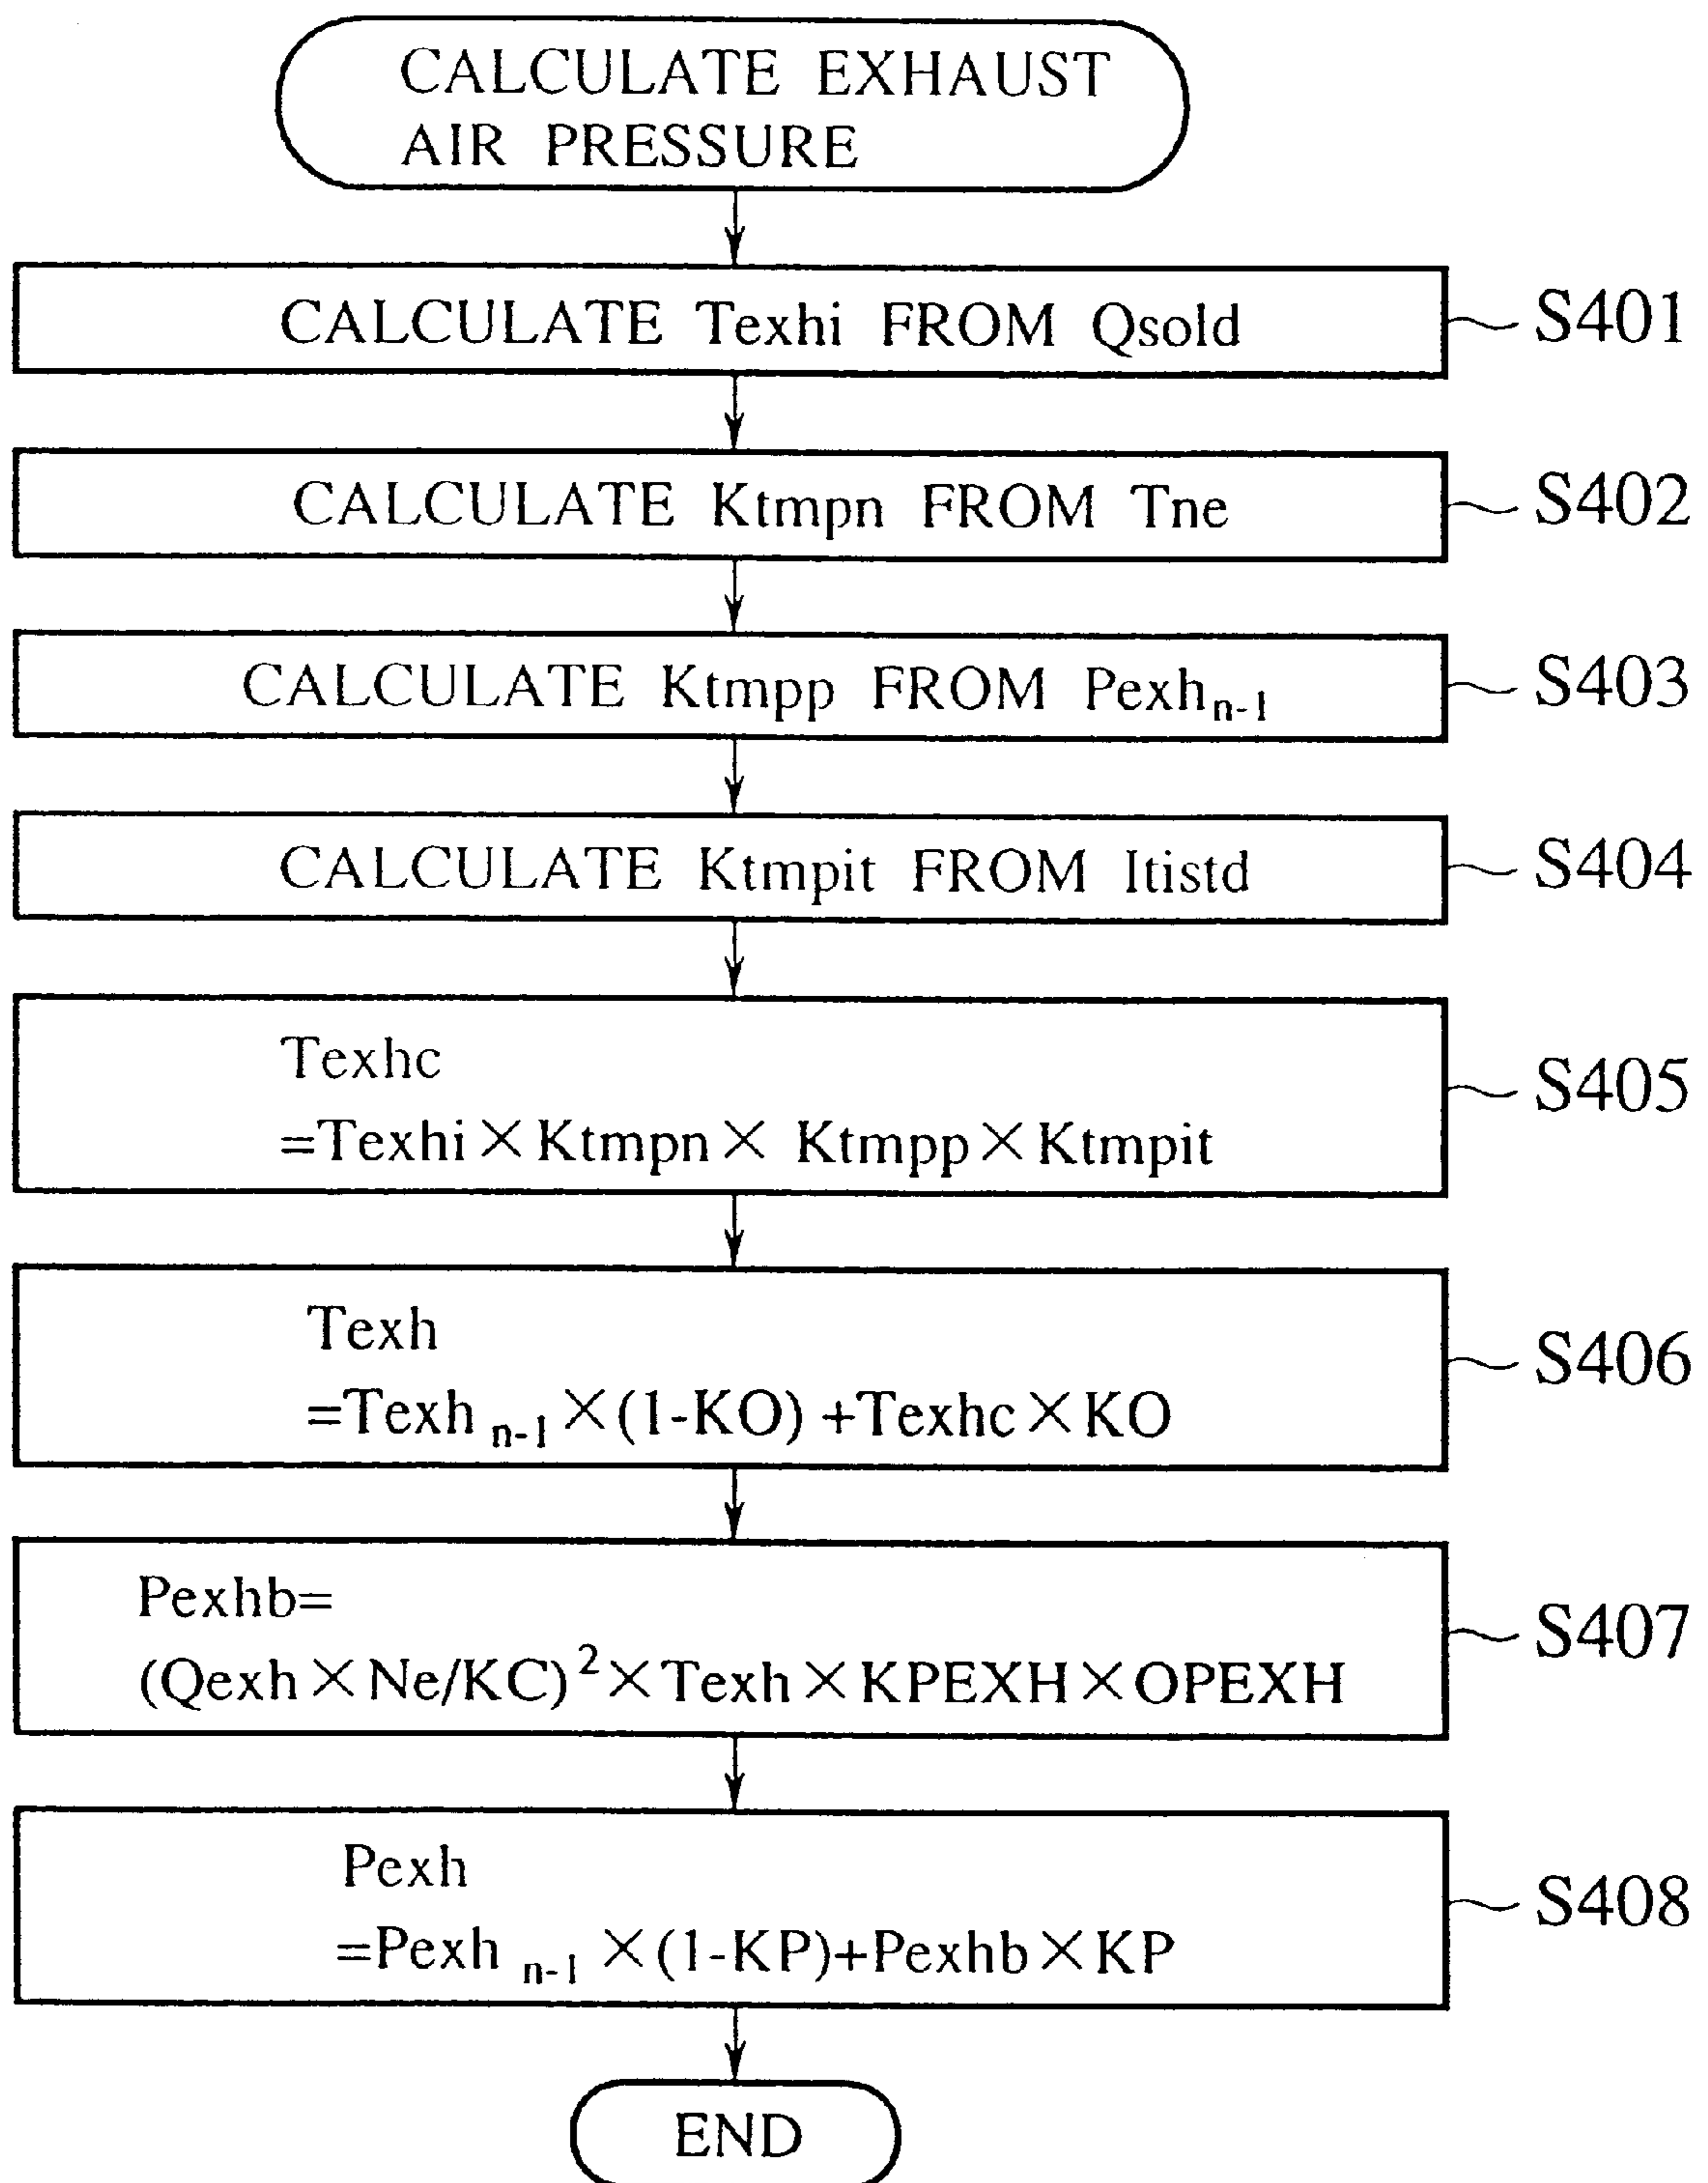 CALCULATE EXHAUST
AIR PRESSURE
CALCULATE Texhi FROM Qsold
S401
CALCULATE Ktmpn FROM Tne
S402
CALCULATE Ktmpp FROM Pexhn-1
S403
CALCULATE Ktmpit FROM Itistd
S404
Texhc
=Texhi×Ktmpn× Ktmpp×Ktmpit
S405
Texh
=Texh n-1 ×(1-KO) +Texhc×KO
S406
Pexhb=
(Qexh×Ne/KC)²×Texh×KPEXH×OPEXH
S407
Pexh
=Pexh n-1 ×(1-KP)+Pexhb×KP
S408
END